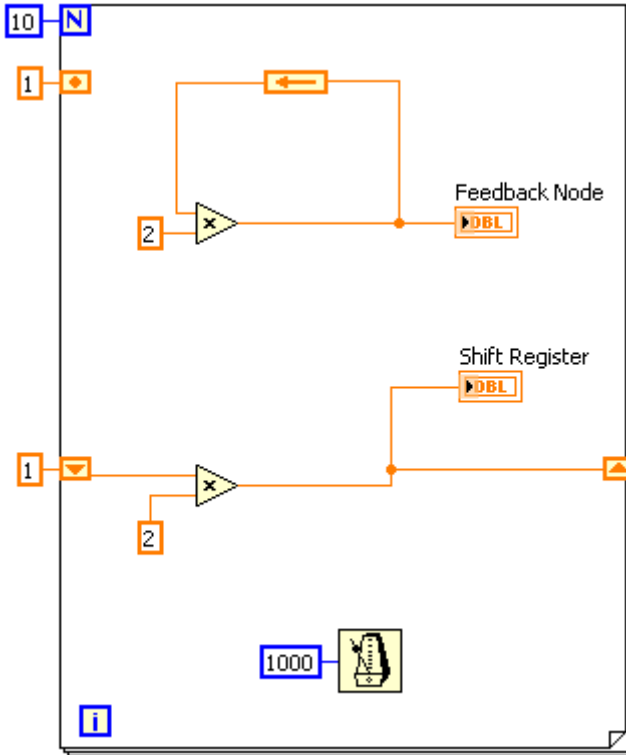 10 N
1
Feedback Node
× DBL
2
Shift Register
DBL
1
×
2
1000
i